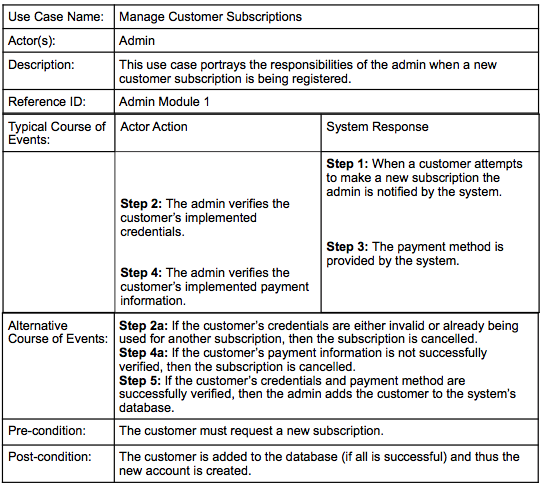 Use Case Name: Manage Customer Subscriptions
Actor(s): Admin
Description: This use case portrays the responsibilities of the admin when a new
customer subscription is being registered.
Reference ID: Admin Module 1
Typical Course of Actor Action System Response
Events:
Step 1: When a customer attempts
to make a new subscription the
admin is notified by the system.
Step 2: The admin verifies the
customer's implemented
credentials.
Step 3: The payment method is
provided by the system.
Step 4: The admin verifies the
customer's implemented payment
information.
Alternative Step 2a: If the customer's credentials are either invalid or already being
Course of Events: used for another subscription, then the subscription is cancelled.
Step 4a: If the customer's payment information is not successfully
verified, then the subscription is cancelled.
Step 5: If the customer's credentials and payment method are
successfully verified, then the admin adds the customer to the system's
database.
Pre-condition: The customer must request a new subscription.
Post-condition: The customer is added to the database (if all is successful) and thus the
new account is created.